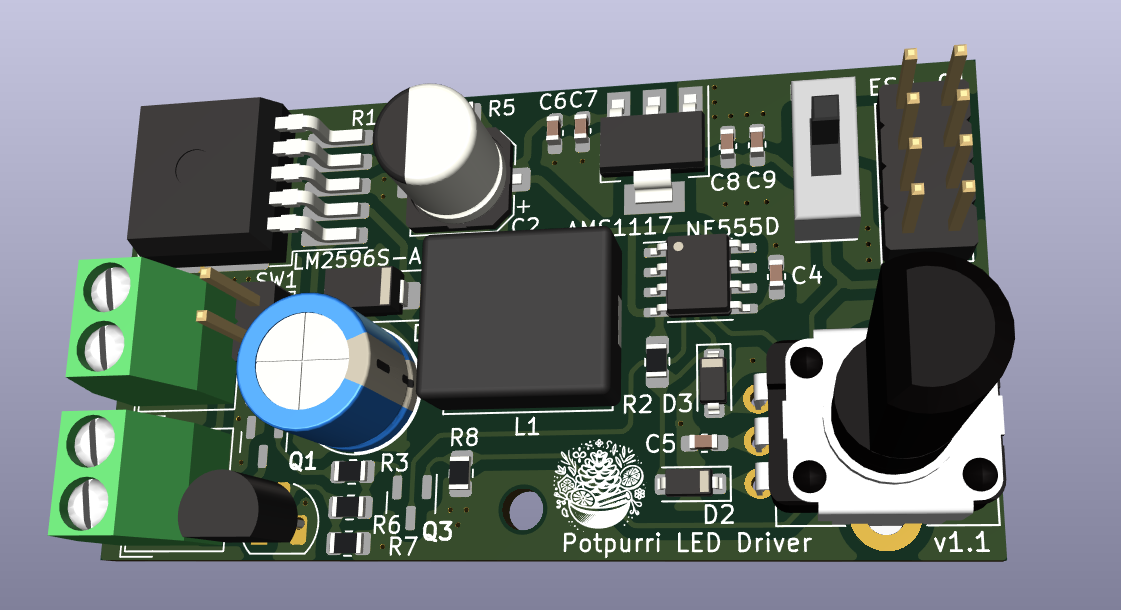 R1
R5
C6 C7
C8 C9
+
C2
AMS1117
NE555D
LM2596S-A
SW1
C4
L1
R2
D3
C5
D2
R8
Q1
R3
R6
R7
Q3
Potpurri LED Driver
v1.1